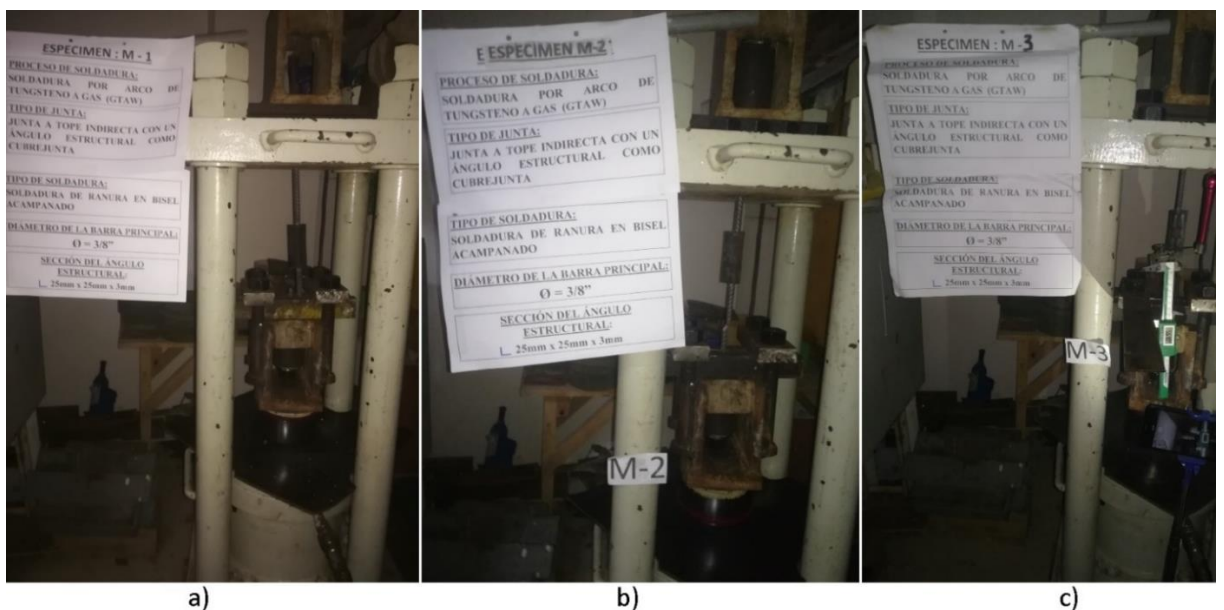 ESPECIMEN : M - 1
PROCESO DE SOLDADURA:
SOLDADURA POR ARCO DE
TUNGSTENO A GAS (GTAW)
TIPO DE JUNTA:
JUNTA A TOPE INDIRECTA CON UN
ÁNGULO ESTRUCTURAL COMO
CUBREJUNTA
TIPO DE SOLDADURA:
SOLDADURA DE RANURA EN BISEL
ACAMPANADO
DIÁMETRO DE LA BARRA PRINCIPAL:
Ø = 3/8”
SECCIÓN DEL ÁNGULO
ESTRUCTURAL:
25mm x 25mm x 3mm
a)
E ESPECIMEN M-2
PROCESO DE SOLDADURA:
SOLDADURA POR ARCO DE
TUNGSTENO A GAS (GTAW)
TIPO DE JUNTA:
JUNTA A TOPE INDIRECTA CON UN
ÁNGULO ESTRUCTURAL COMO
CUBREJUNTA
TIPO DE SOLDADURA:
SOLDADURA DE RANURA EN BISEL
ACAMPANADO
DIÁMETRO DE LA BARRA PRINCIPAL:
Ø = 3/8”
SECCIÓN DEL ÁNGULO
ESTRUCTURAL:
25mm x 25mm x 3mm
M-2
b)
ESPECIMEN : M - 3
PROCESO DE SOLDADURA:
SOLDADURA POR ARCO DE
TUNGSTENO A GAS (GTAW)
TIPO DE JUNTA:
JUNTA A TOPE INDIRECTA CON UN
ÁNGULO ESTRUCTURAL COMO
CUBREJUNTA
TIPO DE SOLDADURA:
SOLDADURA DE RANURA EN BISEL
ACAMPANADO
DIÁMETRO DE LA BARRA PRINCIPAL:
Ø = 3/8”
SECCIÓN DEL ÁNGULO
ESTRUCTURAL:
25mm x 25mm x 3mm
M-3
c)